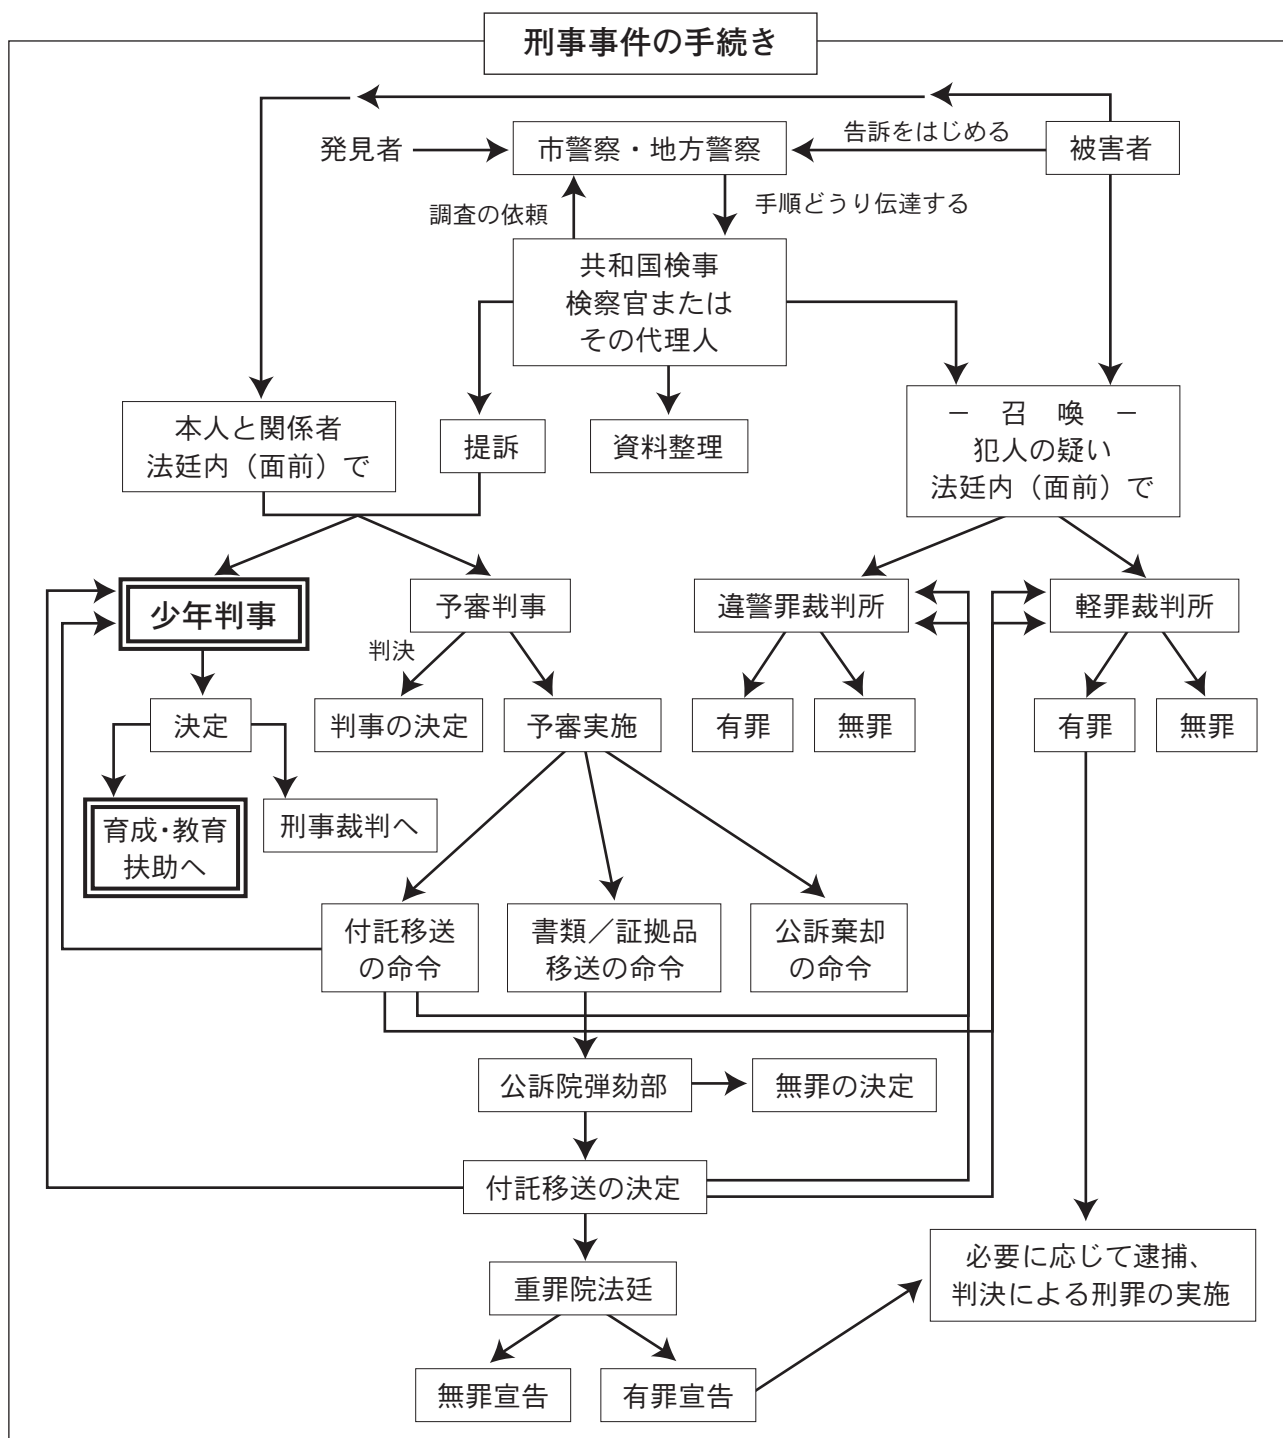 刑事事件の手続き
告訴をはじめる
発見者
市警察・地方警察
被害者
調査の依頼
手順どうり伝達する
共和国検事
検察官または
その代理人
本人と関係者
法廷内（面前）で
提訴
資料整理
－　召　喚　－
犯人の疑い
法廷内（面前）で
少年判事
予審判事
違警罪裁判所
軽罪裁判所
判決
決定
判事の決定
予審実施
有罪
無罪
有罪
無罪
育成・教育
扶助へ
刑事裁判へ
付託移送
の命令
書類／証拠品
移送の命令
公訴棄却
の命令
公訴院弾劾部
無罪の決定
付託移送の決定
重罪院法廷
必要に応じて逮捕、
判決による刑罪の実施
無罪宣告
有罪宣告